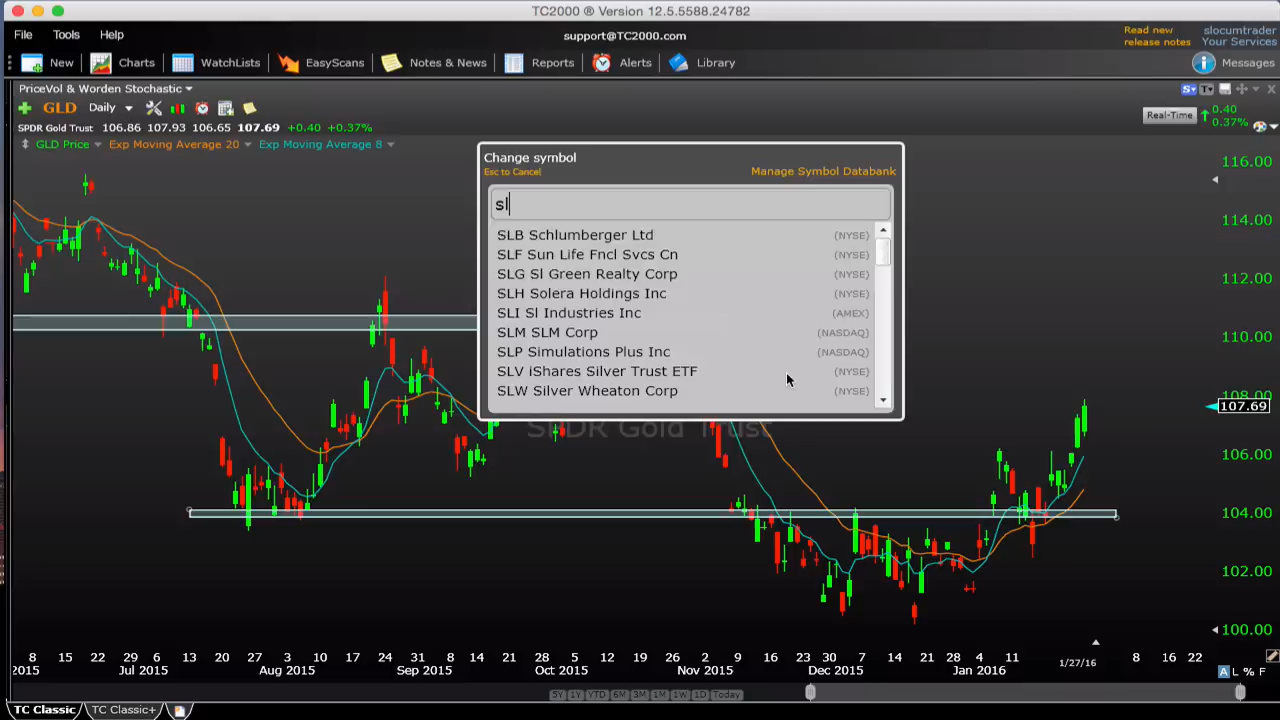 TC2000 ® Version 12.5.5588.24782
File Tools Help
support@TC2000.com
Read new
release notes
slocumtrader
Your Services
New Charts WatchLists EasyScans Notes & News Reports Alerts Library Messages
PriceVol & Worden Stochastic
GLD Daily
S T
Real-Time 0.40
0.37%
SPDR Gold Trust 106.86 107.93 106.65 107.69 +0.40 +0.37%
GLD Price Exp Moving Average 20 Exp Moving Average 8
Change symbol
Esc to Cancel
Manage Symbol Databank
sl
SLB Schlumberger Ltd (NYSE)
SLF Sun Life Fncl Svcs Cn (NYSE)
SLG Sl Green Realty Corp (NYSE)
SLH Solera Holdings Inc (NYSE)
SLI Sl Industries Inc (AMEX)
SLM SLM Corp (NASDAQ)
SLP Simulations Plus Inc (NASDAQ)
SLV iShares Silver Trust ETF (NYSE)
SLW Silver Wheaton Corp (NYSE)
SPDR Gold Trust
116.00
114.00
112.00
110.00
108.00
107.69
106.00
104.00
102.00
100.00
8 15 22 29 6 13 20 27 3 10 17 24 31 8 14 21 28 5 12 19 26 2 9 16 23 30 7 14 21 28 4 11 8 16 22
2015 Jul 2015 Aug 2015 Sep 2015 Oct 2015 Nov 2015 Dec 2015 Jan 2016 1/27/16
A L % F
5Y 1Y YTD 6M 3M 1M 1W 1D Today
TC Classic TC Classic+